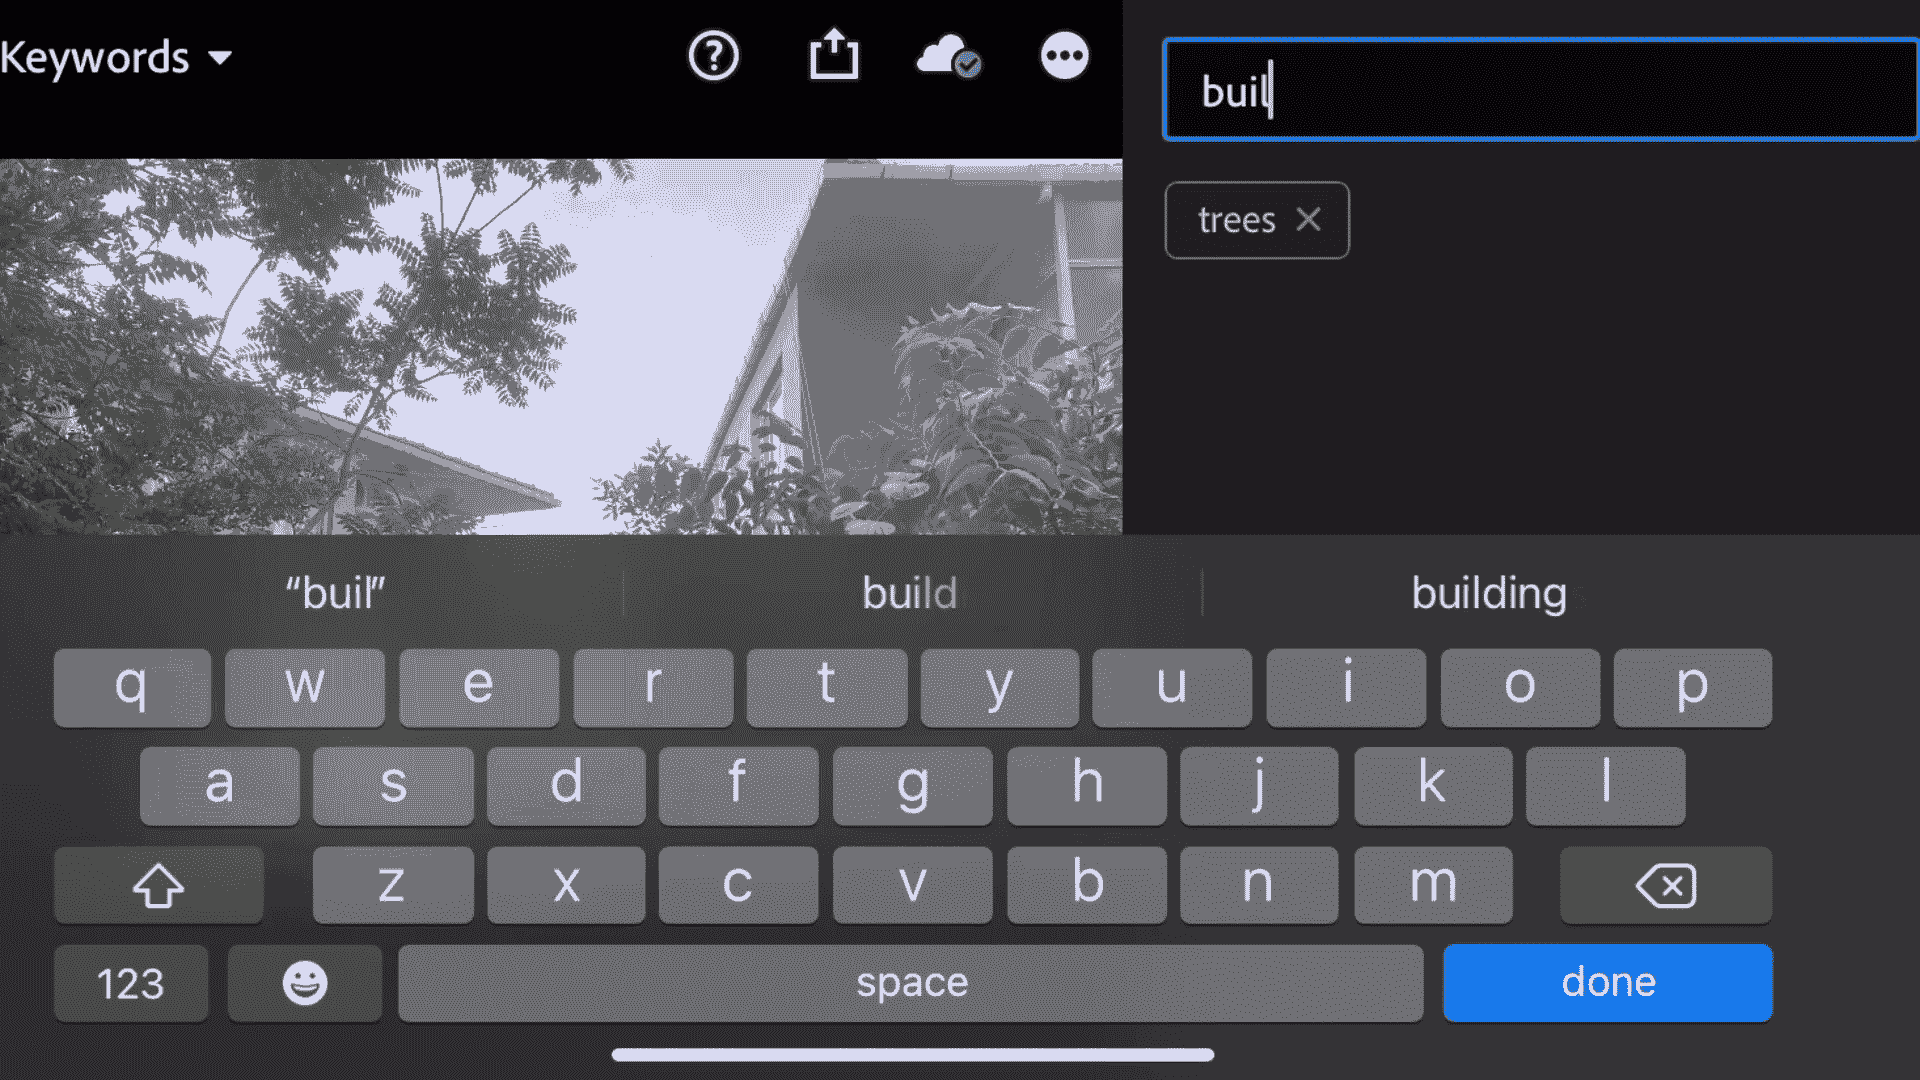 Keywords
buil
trees
“buil” build building
q w e r t y u i o p
a s d f g h j k l
z x c v b n m
123 space done